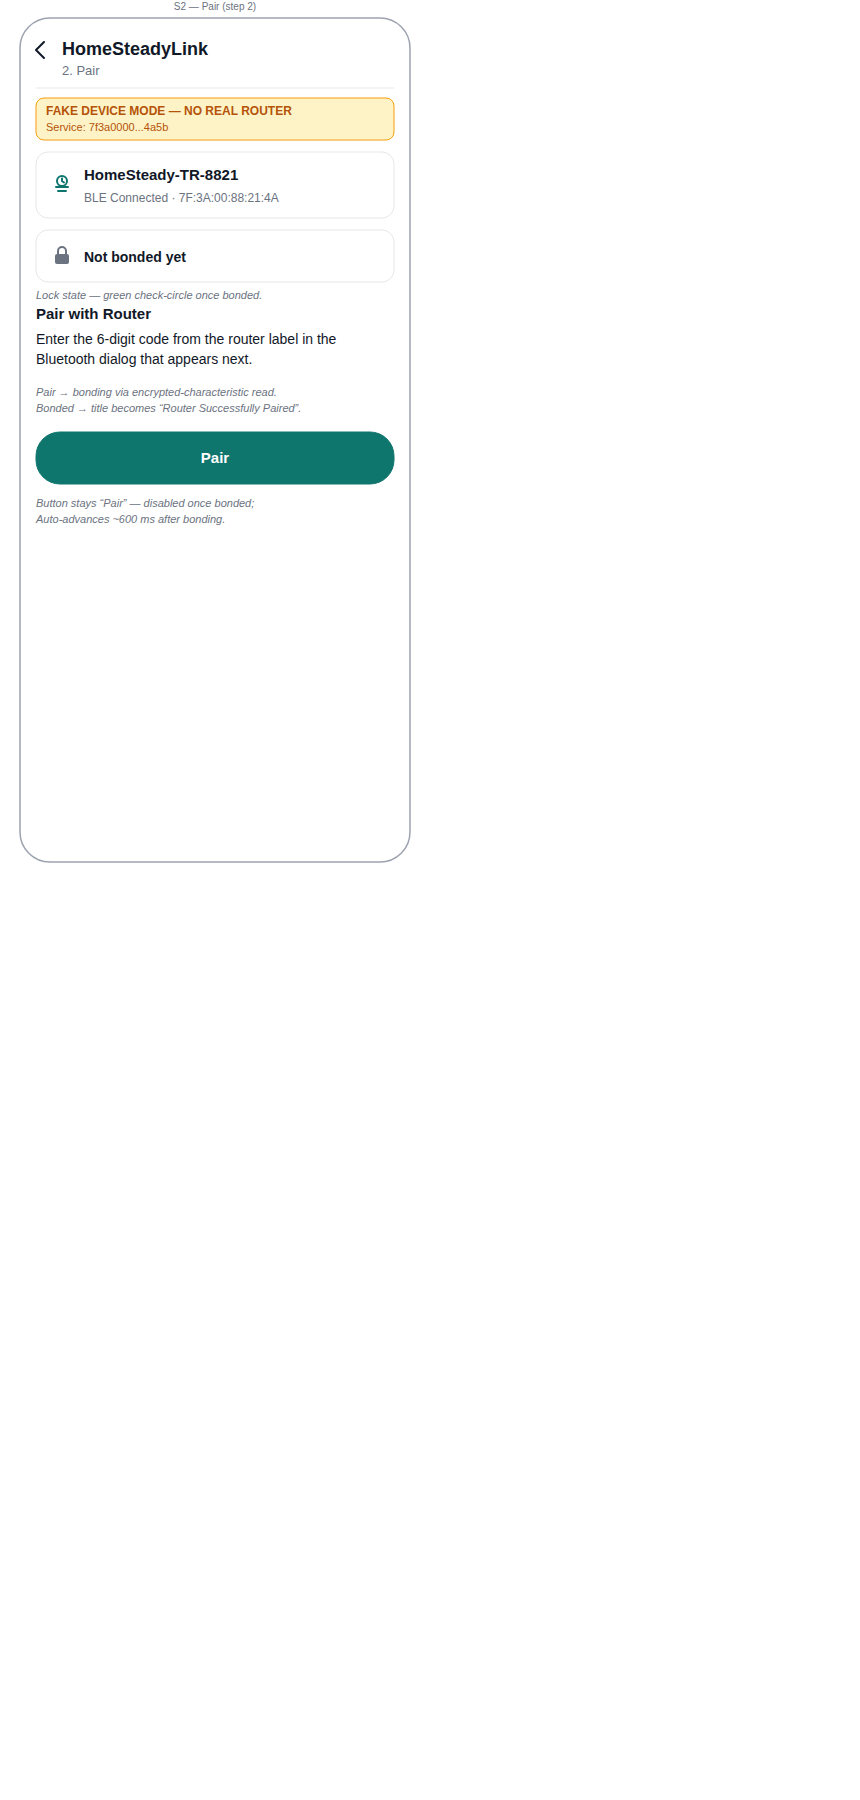 S2 — Pair (step 2)
HomeSteadyLink
2. Pair
FAKE DEVICE MODE — NO REAL ROUTER
Service: 7f3a0000...4a5b
HomeSteady-TR-8821
BLE Connected · 7F:3A:00:88:21:4A
Not bonded yet
Lock state — green check-circle once bonded.
Pair with Router
Enter the 6-digit code from the router label in the
Bluetooth dialog that appears next.
Pair → bonding via encrypted-characteristic read.
Bonded → title becomes “Router Successfully Paired”.
Pair
Button stays “Pair” — disabled once bonded;
Auto-advances ~600 ms after bonding.